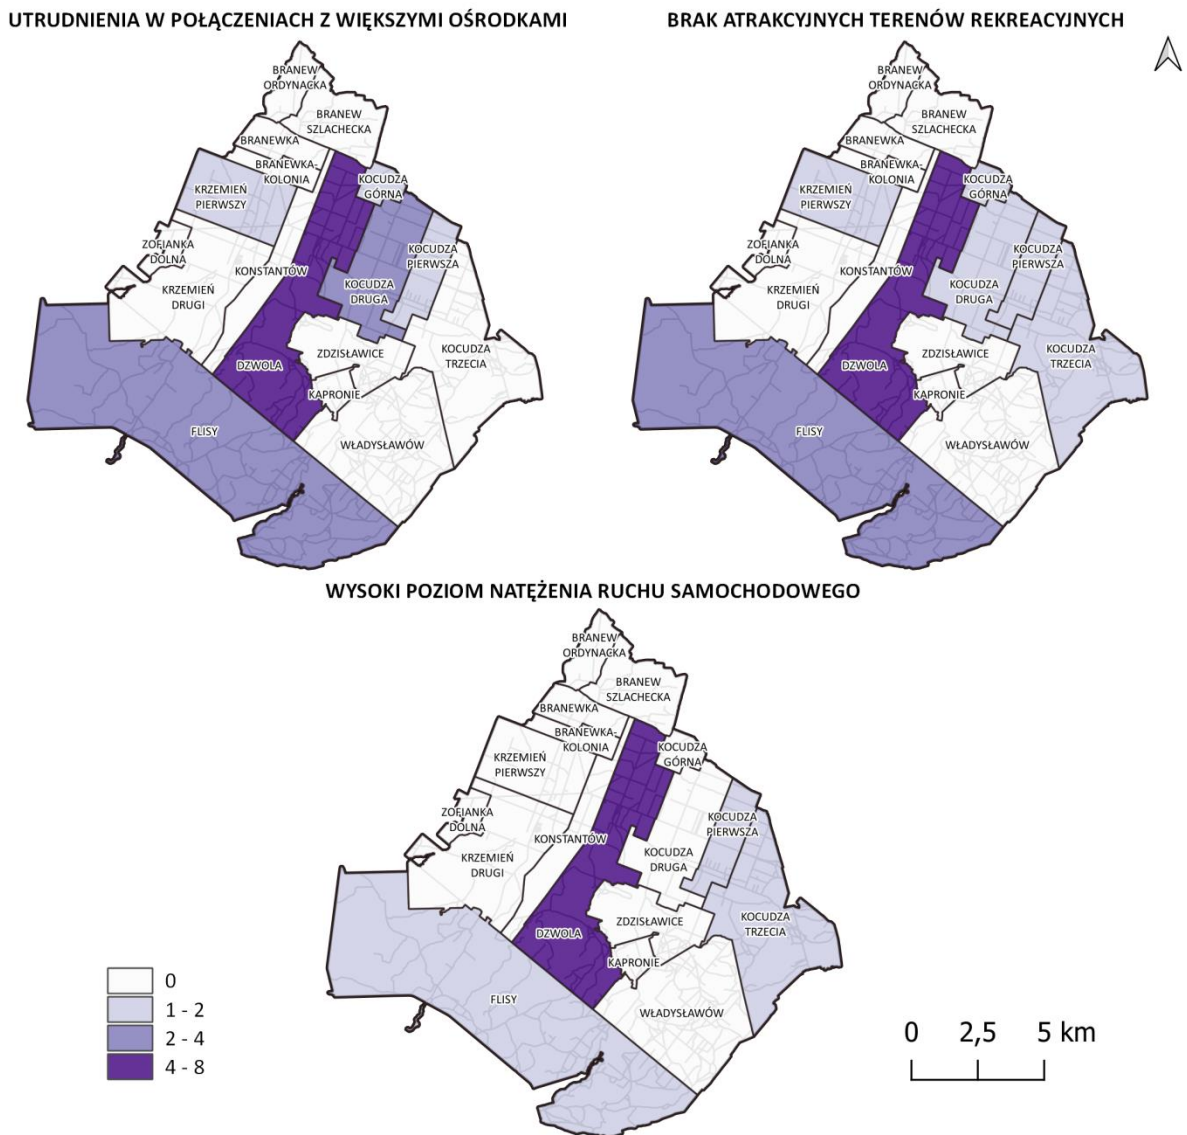 UTRUDNIENIA W POŁĄCZENIACH Z WIĘKSZYMI OŚRODKAMI
BRANEW
ORDYNACKA
BRANEW
SZLACHECKA
BRANEWKA
BRANEWKA-
KOLONIA
KOCUDZA
GÓRNA
KRZEMIEŃ
PIERWSZY
ZOFIANKA
DOLNA
KOCUDZA
PIERWSZA
KONSTANTÓW
KRZEMIEŃ
DRUGI
KOCUDZA
DRUGA
ZDZISŁAWICE
KOCUDZA
TRZECIA
DZWOLA
KAPRONIE
FLISY
WŁADYSŁAWÓW
BRAK ATRAKCYJNYCH TERENÓW REKREACYJNYCH
BRANEW
ORDYNACKA
BRANEW
SZLACHECKA
BRANEWKA
BRANEWKA-
KOLONIA
KOCUDZA
GÓRNA
KRZEMIEŃ
PIERWSZY
ZOFIANKA
DOLNA
KOCUDZA
PIERWSZA
KONSTANTÓW
KRZEMIEŃ
DRUGI
KOCUDZA
DRUGA
ZDZISŁAWICE
KOCUDZA
TRZECIA
DZWOLA
KAPRONIE
FLISY
WŁADYSŁAWÓW
WYSOKI POZIOM NATĘŻENIA RUCHU SAMOCHODOWEGO
BRANEW
ORDYNACKA
BRANEW
SZLACHECKA
BRANEWKA
BRANEWKA-
KOLONIA
KOCUDZA
GÓRNA
KRZEMIEŃ
PIERWSZY
ZOFIANKA
DOLNA
KOCUDZA
PIERWSZA
KONSTANTÓW
KRZEMIEŃ
DRUGI
KOCUDZA
DRUGA
ZDZISŁAWICE
KOCUDZA
TRZECIA
DZWOLA
KAPRONIE
FLISY
WŁADYSŁAWÓW
0
1 - 2
2 - 4
4 - 8
0 2,5 5 km